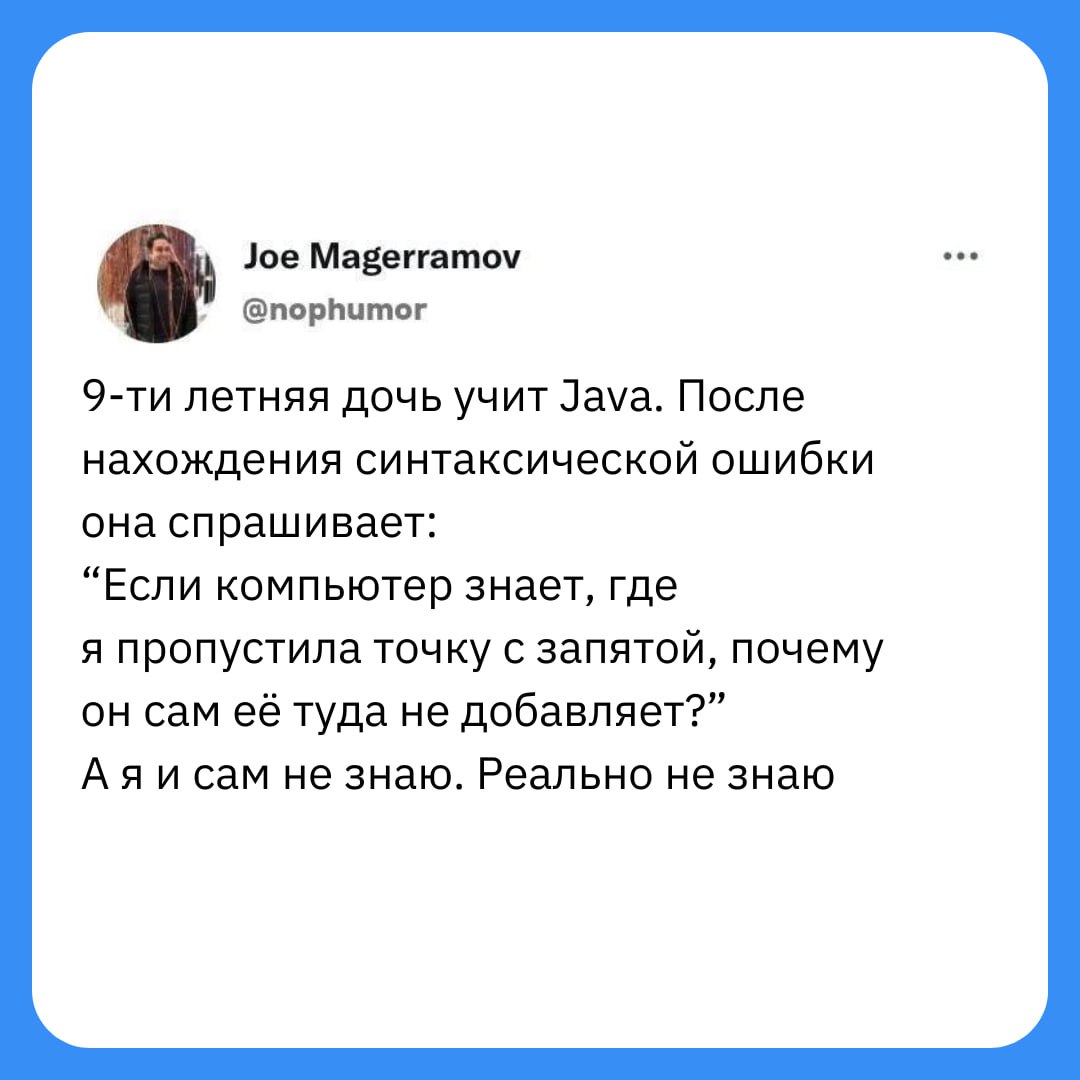 Joe Magerramov
@nophumor
9-ти летняя дочь учит Java. После
нахождения синтаксической ошибки
она спрашивает:
“Если компьютер знает, где
я пропустила точку с запятой, почему
он сам её туда не добавляет?”
А я и сам не знаю. Реально не знаю